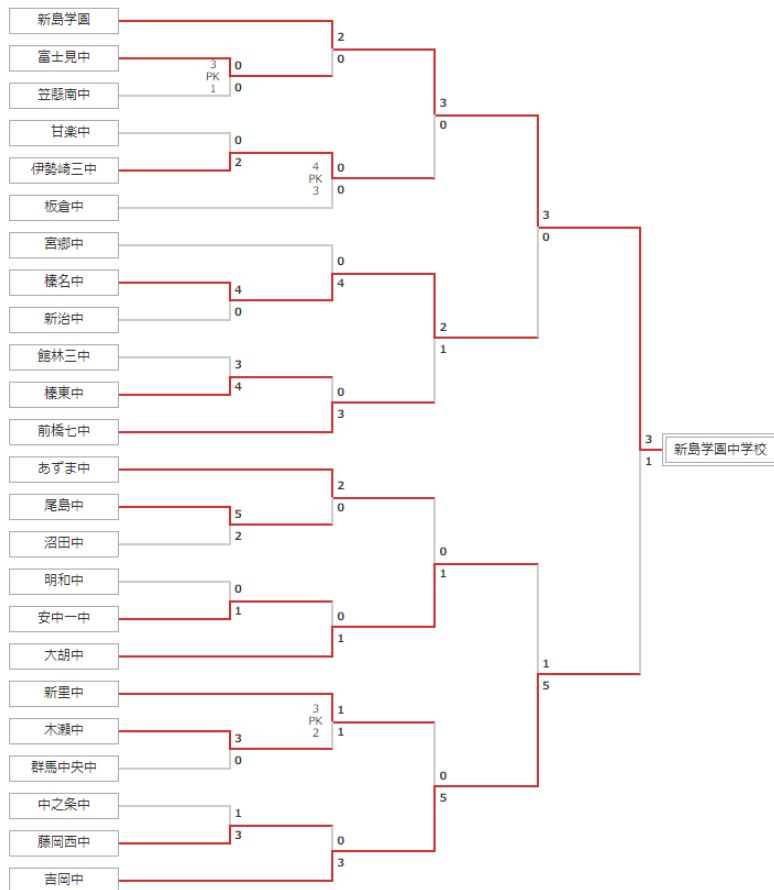 新島学園
富士見中
笠懸南中
甘楽中
伊勢崎三中
板倉中
宮郷中
榛名中
新治中
館林三中
榛東中
前橋七中
あずま中
尾島中
沼田中
明和中
安中一中
大胡中
新里中
木瀬中
群馬中央中
中之条中
藤岡西中
吉岡中
3
PK
1
0
0
0
2
4
0
3
4
5
2
0
1
3
0
1
3
2
0
4
PK
3
0
0
0
4
0
3
2
0
0
1
3
PK
2
1
1
0
3
3
0
2
1
0
1
0
5
3
0
1
5
3
1
新島学園中学校